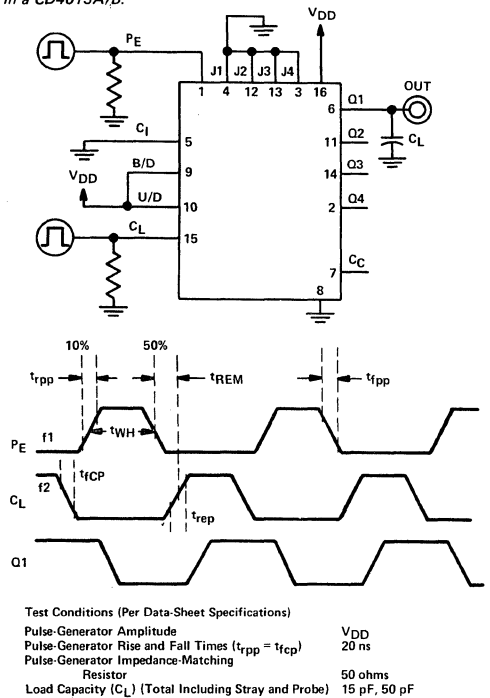 in a CD4015A/D.
VDD
PE
J1 J2 J3 J4
1 4 12 13 3 16
Q1
OUT
6
CL
CI
5
11
Q2
B/D
9
VDD
14
Q3
U/D
10
2
Q4
CL
15
7
CC
8
10%
50%
trpp
tREM
tfpp
tWH
PE f1
tfCP
CL f2
trep
Q1
Test Conditions (Per Data-Sheet Specifications)
Pulse-Generator Amplitude VDD
Pulse-Generator Rise and Fall Times (trpp = tfcp) 20 ns
Pulse-Generator Impedance-Matching
Resistor 50 ohms
Load Capacity (CL) (Total Including Stray and Probe) 15 pF, 50 pF